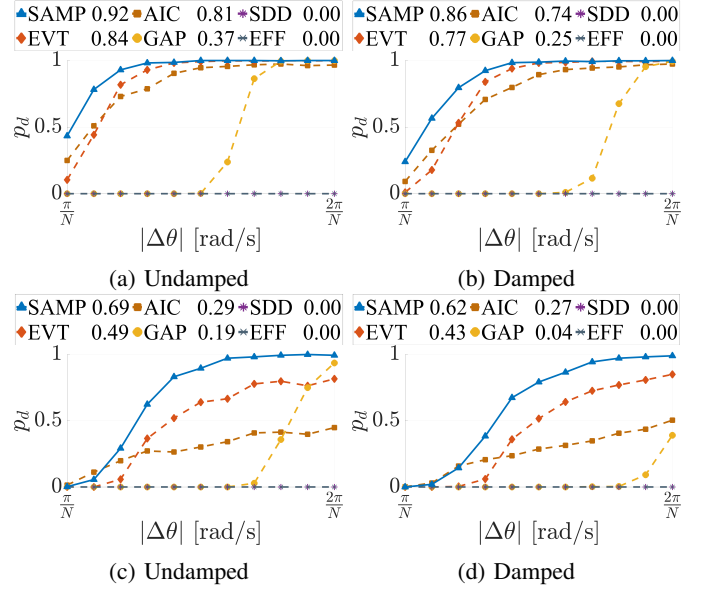 SAMP 0.92 AIC 0.81 SDD 0.00
EVT 0.84 GAP 0.37 EFF 0.00
1
0.5
0
p_d
π/N
2π/N
|Δθ| [rad/s]
(a) Undamped
SAMP 0.86 AIC 0.74 SDD 0.00
EVT 0.77 GAP 0.25 EFF 0.00
1
0.5
0
p_d
π/N
2π/N
|Δθ| [rad/s]
(b) Damped
SAMP 0.69 AIC 0.29 SDD 0.00
EVT 0.49 GAP 0.19 EFF 0.00
1
0.5
0
p_d
π/N
2π/N
|Δθ| [rad/s]
(c) Undamped
SAMP 0.62 AIC 0.27 SDD 0.00
EVT 0.43 GAP 0.04 EFF 0.00
1
0.5
0
p_d
π/N
2π/N
|Δθ| [rad/s]
(d) Damped